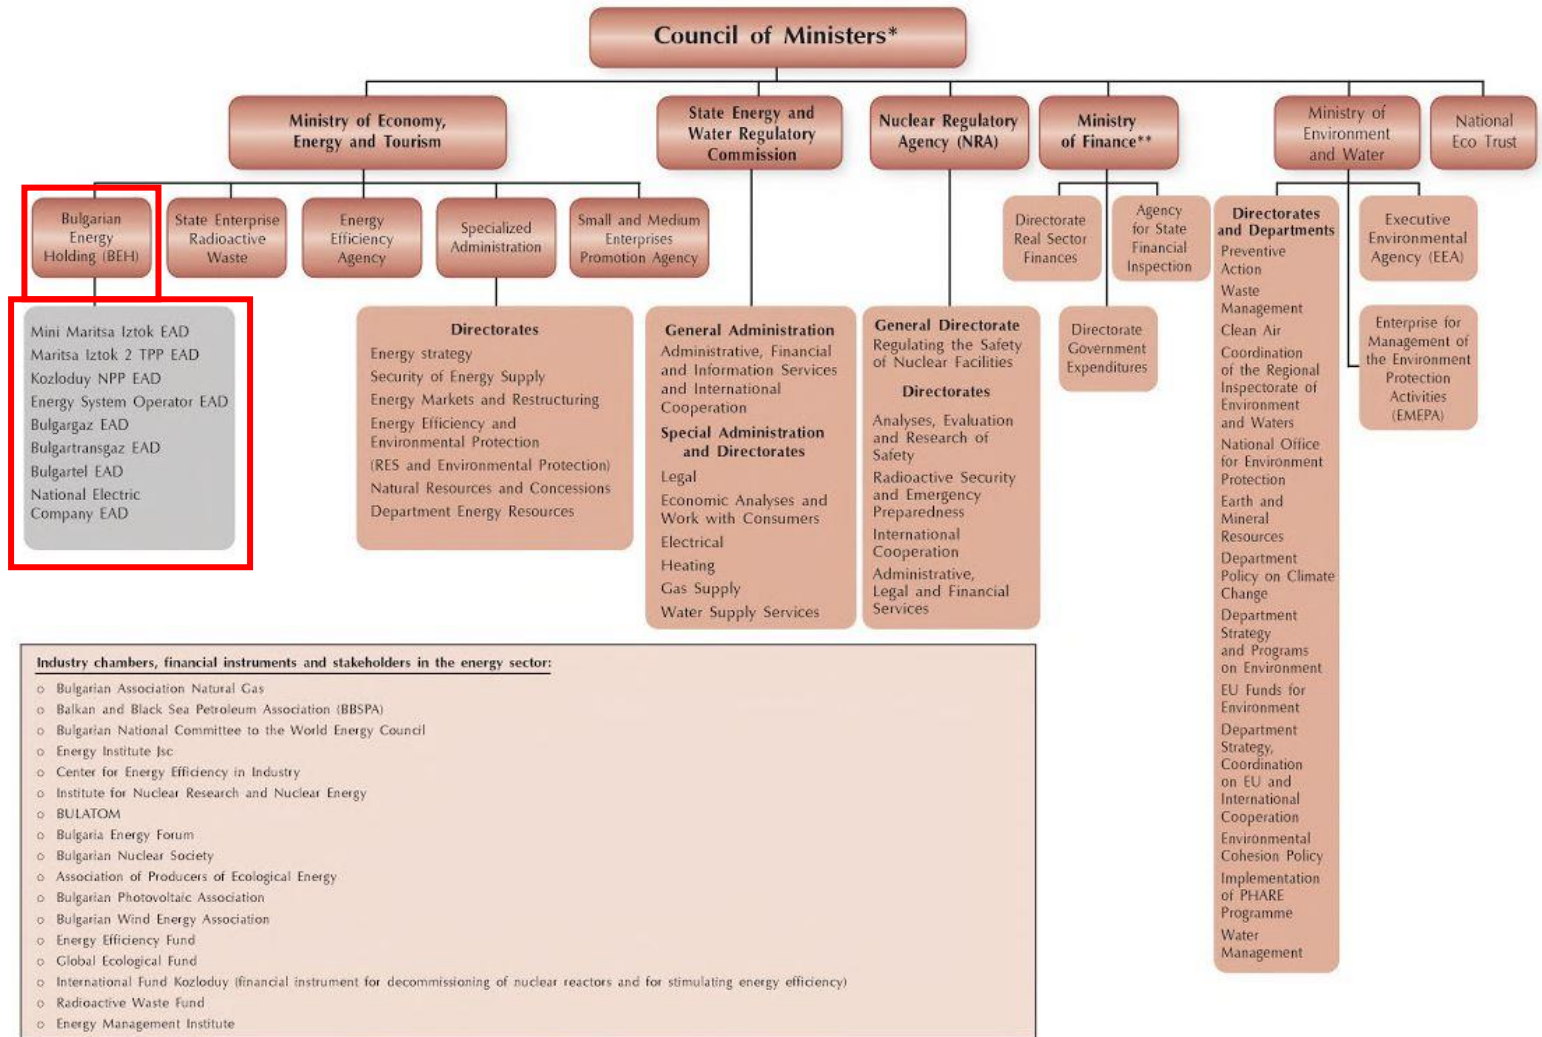 Council of Ministers*
Ministry of Economy,
Energy and Tourism
State Energy and
Water Regulatory
Commission
Nuclear Regulatory
Agency (NRA)
Ministry
of Finance**
Ministry of
Environment
and Water
National
Eco Trust
Bulgarian
Energy
Holding (BEH)
State Enterprise
Radioactive
Waste
Energy
Efficiency
Agency
Specialized
Administration
Small and Medium
Enterprises
Promotion Agency
Directorate
Real Sector
Finances
Agency
for State
Financial
Inspection
Executive
Environmental
Agency (EEA)
Mini Maritsa Iztok EAD
Maritsa Iztok 2 TPP EAD
Kozloduy NPP EAD
Energy System Operator EAD
Bulgargaz EAD
Bulgartransgaz EAD
Bulgartel EAD
National Electric
Company EAD
Directorates
Energy strategy
Security of Energy Supply
Energy Markets and Restructuring
Energy Efficiency and
Environmental Protection
(RES and Environmental Protection)
Natural Resources and Concessions
Department Energy Resources
General Administration
Administrative, Financial
and Information Services
and International
Cooperation
Special Administration
and Directorates
Legal
Economic Analyses and
Work with Consumers
Electrical
Heating
Gas Supply
Water Supply Services
General Directorate
Regulating the Safety
of Nuclear Facilities
Directorates
Analyses, Evaluation
and Research of
Safety
Radioactive Security
and Emergency
Preparedness
International
Cooperation
Administrative,
Legal and Financial
Services
Directorate
Government
Expenditures
Directorates
and Departments
Preventive
Action
Waste
Management
Clean Air
Coordination
of the Regional
Inspectorate of
Environment
and Waters
National Office
for Environment
Protection
Earth and
Mineral
Resources
Department
Policy on Climate
Change
Department
Strategy
and Programs
on Environment
EU Funds for
Environment
Department
Strategy,
Coordination
on EU and
International
Cooperation
Environmental
Cohesion Policy
Implementation
of PHARE
Programme
Water
Management
Enterprise for
Management of
the Environment
Protection
Activities
(EMEPA)
Industry chambers, financial instruments and stakeholders in the energy sector:
o Bulgarian Association Natural Gas
o Balkan and Black Sea Petroleum Association (BBSPA)
o Bulgarian National Committee to the World Energy Council
o Energy Institute Jsc
o Center for Energy Efficiency in Industry
o Institute for Nuclear Research and Nuclear Energy
o BULATOM
o Bulgaria Energy Forum
o Bulgarian Nuclear Society
o Association of Producers of Ecological Energy
o Bulgarian Photovoltaic Association
o Bulgarian Wind Energy Association
o Energy Efficiency Fund
o Global Ecological Fund
o International Fund Kozloduy (financial instrument for decommissioning of nuclear reactors and for stimulating energy efficiency)
o Radioactive Waste Fund
o Energy Management Institute